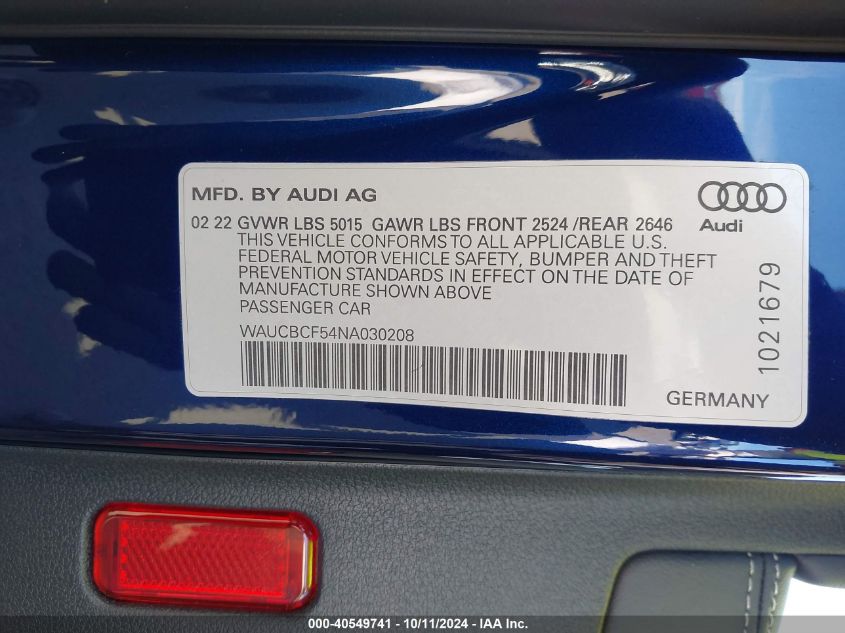 MFD. BY AUDI AG
Audi
02 22 GVWR LBS 5015 GAWR LBS FRONT 2524 /REAR 2646
THIS VEHICLE CONFORMS TO ALL APPLICABLE U.S.
FEDERAL MOTOR VEHICLE SAFETY, BUMPER AND THEFT
PREVENTION STANDARDS IN EFFECT ON THE DATE OF
MANUFACTURE SHOWN ABOVE
PASSENGER CAR
WAUCBCF54NA030208
1021679
GERMANY
000-40549741 - 10/11/2024 - IAA Inc.